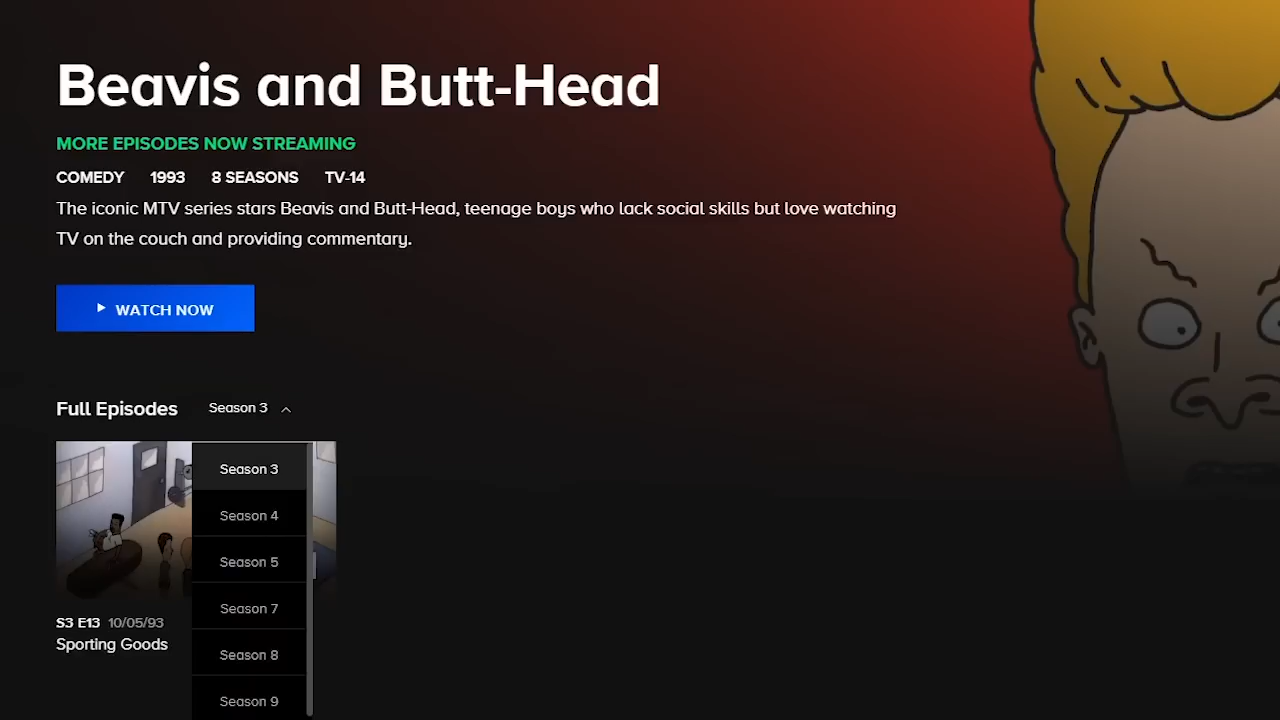 Beavis and Butt-Head
MORE EPISODES NOW STREAMING
COMEDY 1993 8 SEASONS TV-14
The iconic MTV series stars Beavis and Butt-Head, teenage boys who lack social skills but love watching
TV on the couch and providing commentary.
WATCH NOW
Full Episodes Season 3
Season 3
Season 4
Season 5
Season 7
Season 8
Season 9
S3 E13 10/05/93
Sporting Goods